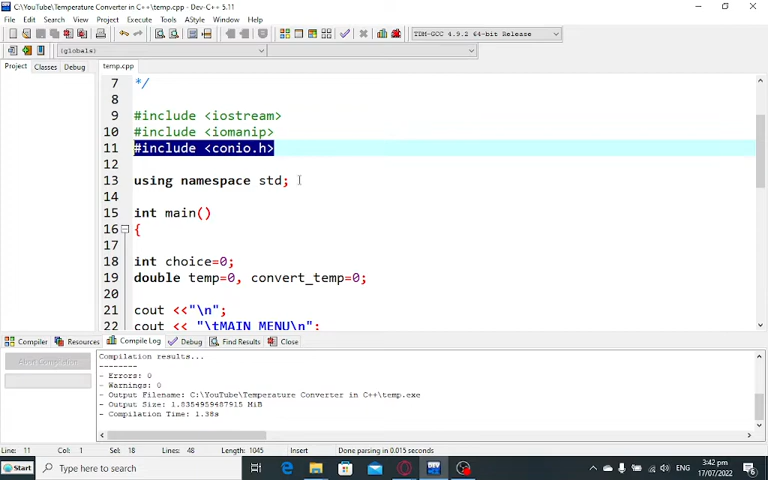 C:\YouTube\Temperature Converter in C++\temp.cpp - Dev-C++ 5.11
File Edit Search View Project Execute Tools AStyle Window Help
TDM-GCC 4.9.2 64-bit Release
(globals)
Project Classes Debug
temp.cpp
7 */
8
9 #include <iostream>
10 #include <iomanip>
11 #include <conio.h>
12
13 using namespace std;
14
15 int main()
16 {
17
18 int choice=0;
19 double temp=0, convert_temp=0;
20
21 cout <<"\n";
22 cout << "\tMAIN MENU\n";
Compiler Resources Compile Log Debug Find Results Close
Abort Compilation
Compilation results...
--------
- Errors: 0
- Warnings: 0
- Output Filename: C:\YouTube\Temperature Converter in C++\temp.exe
- Output Size: 1.8354959487915 MiB
- Compilation Time: 1.38s
Line: 11 Col: 1 Sel: 18 Lines: 48 Length: 1045 Insert Done parsing in 0.015 seconds
Start Type here to search ENG 3:42 pm
17/07/2022 6